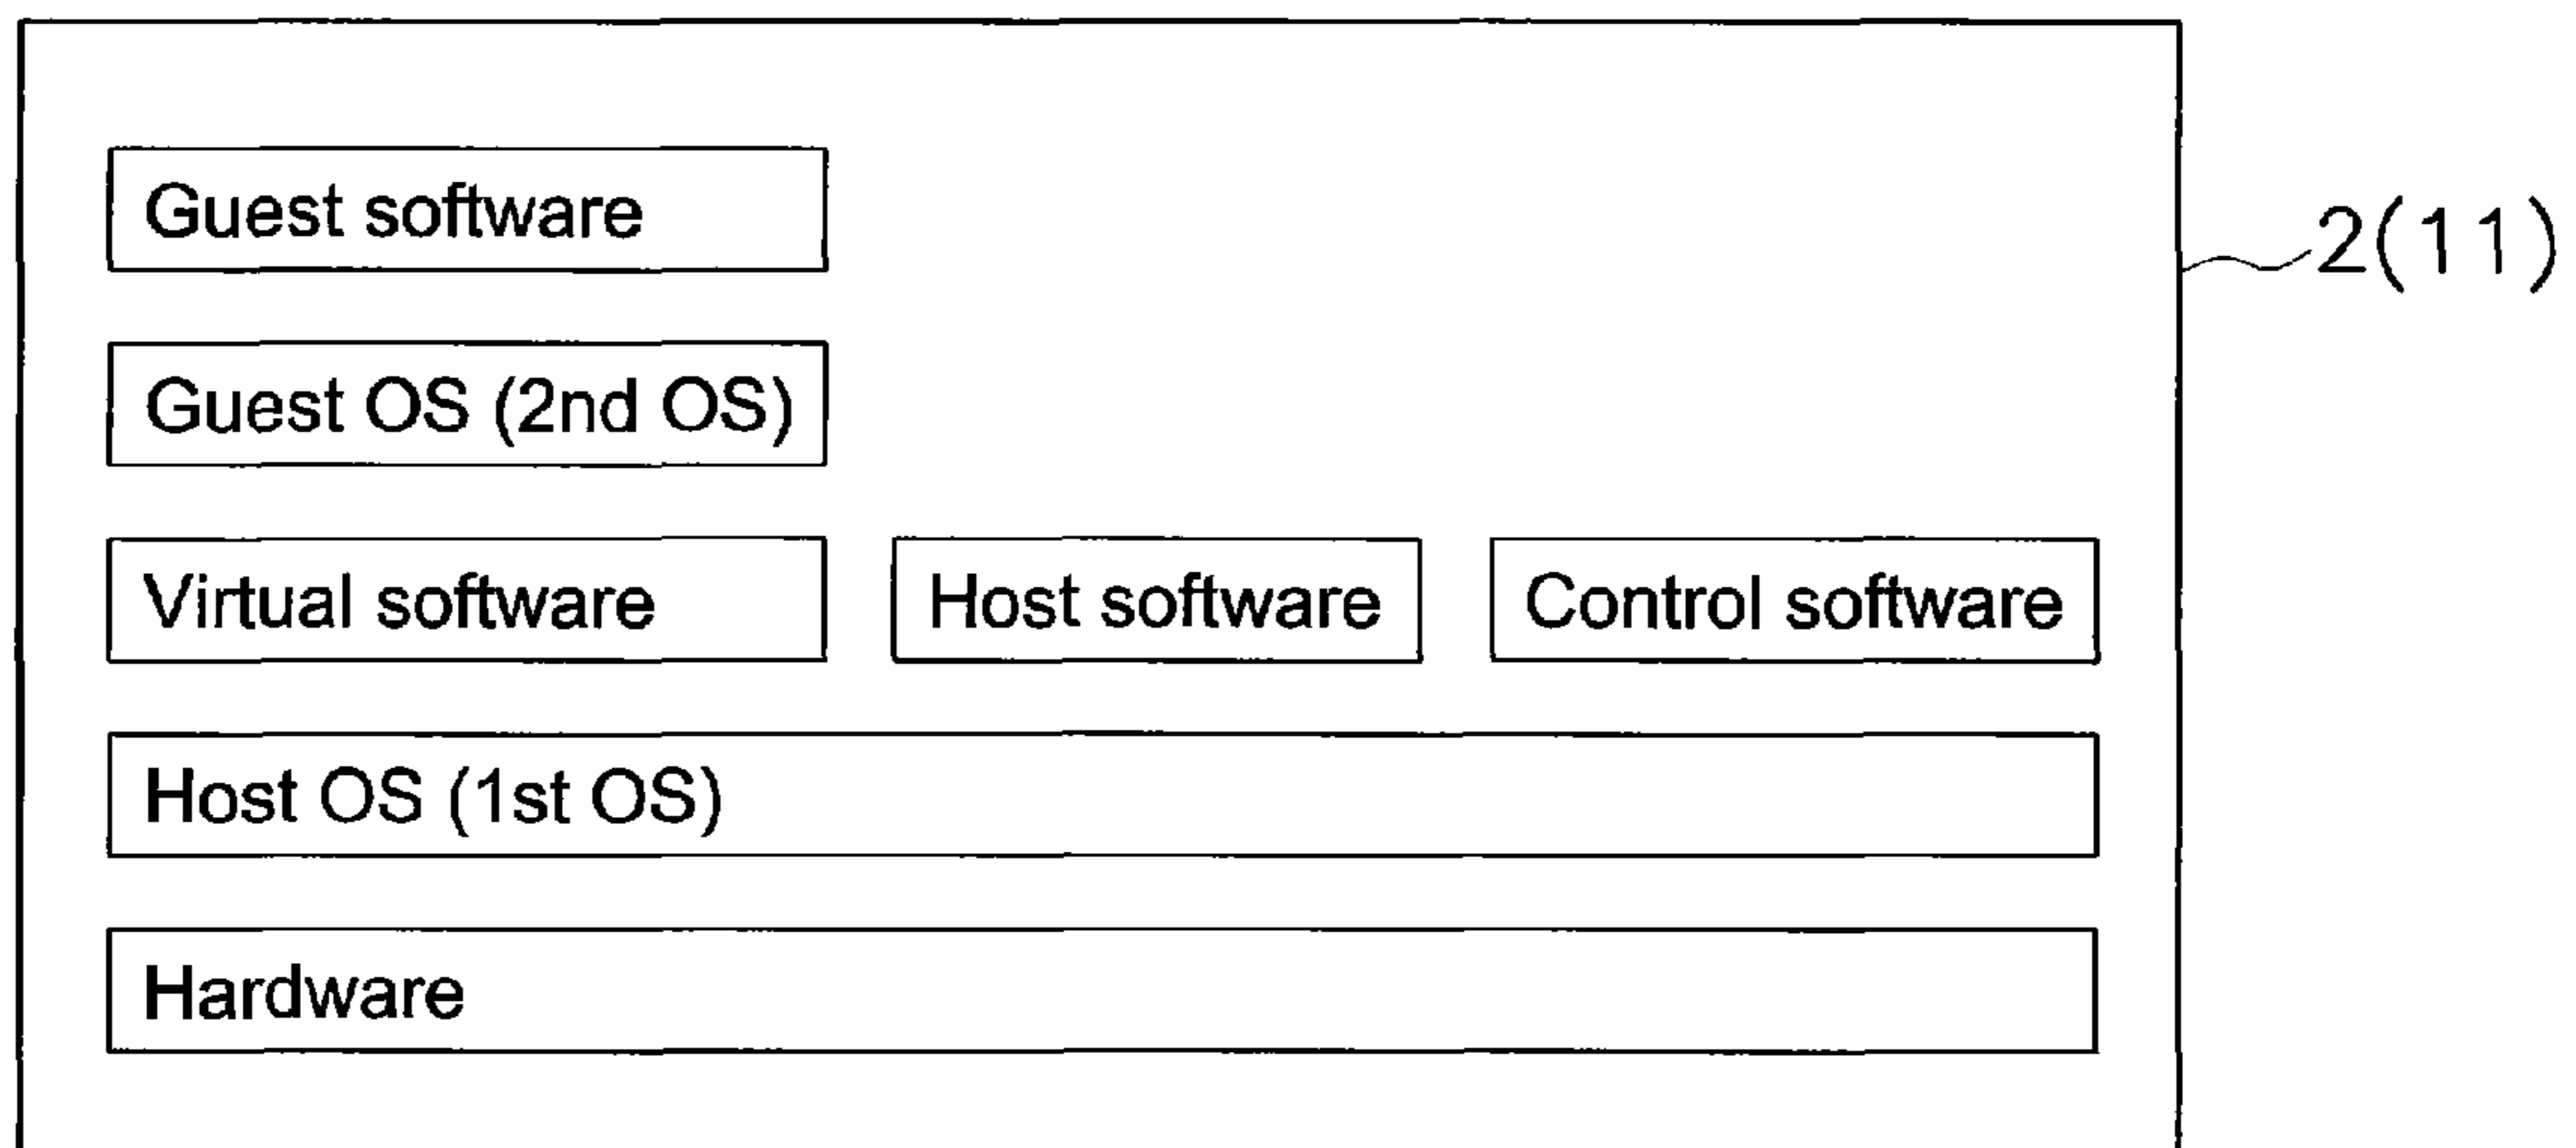 Guest software
2(11)
Guest OS (2nd OS)
Virtual software
Host software
Control software
Host OS (1st OS)
Hardware